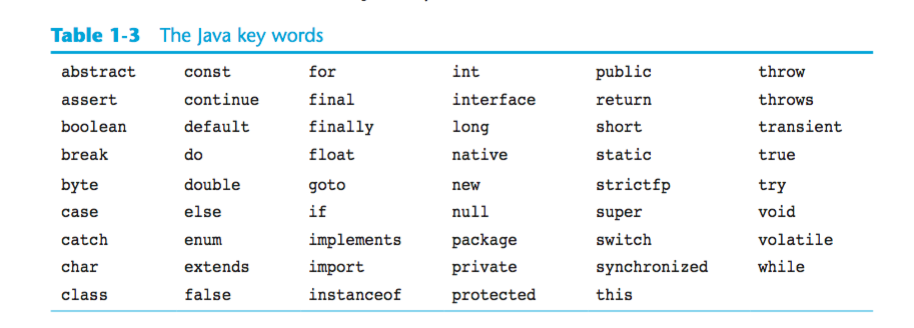 Table 1-3 The Java key words
abstract const for int public throw
assert continue final interface return throws
boolean default finally long short transient
break do float native static true
byte double goto new strictfp try
case else if null super void
catch enum implements package switch volatile
char extends import private synchronized while
class false instanceof protected this